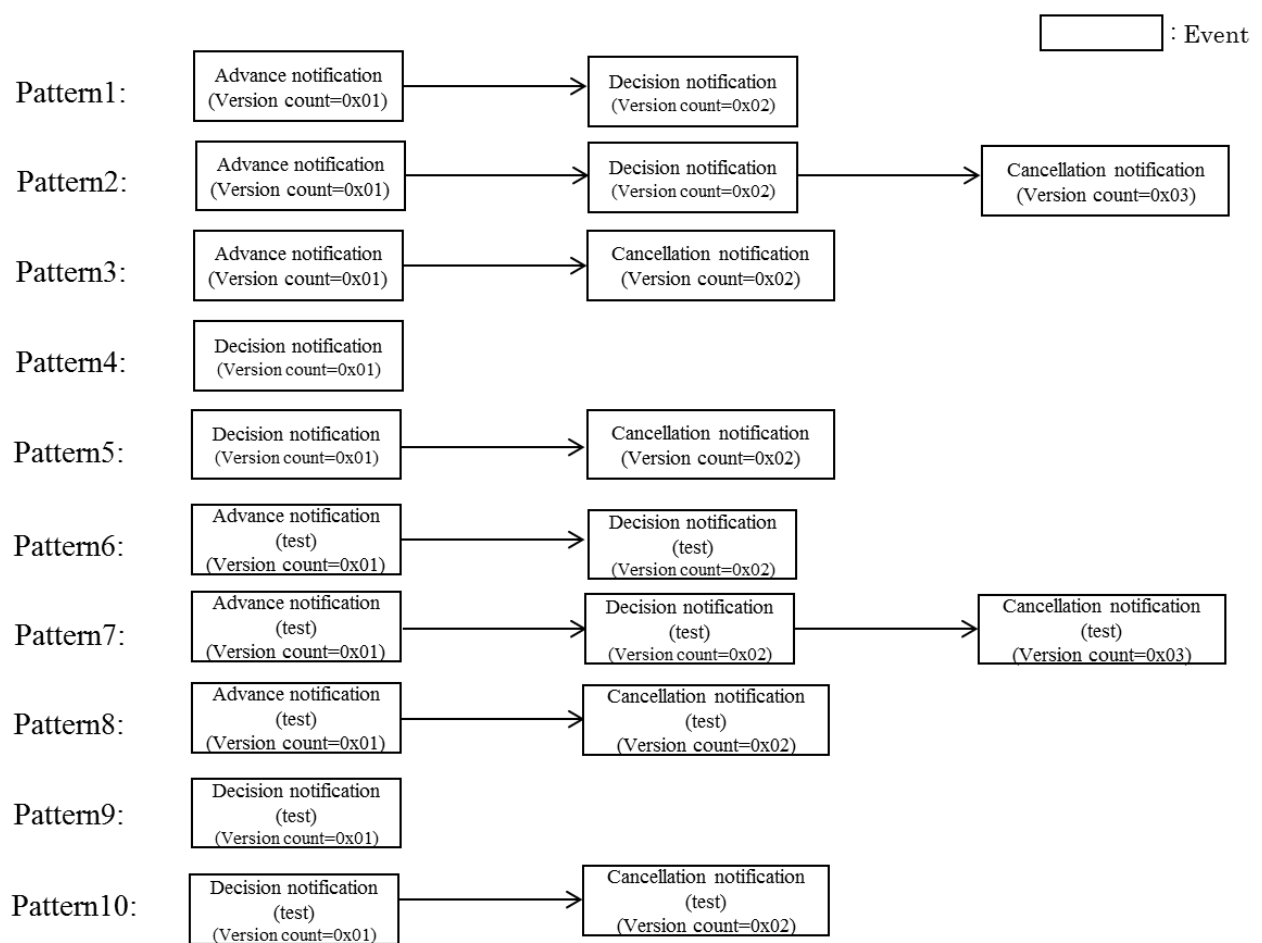 : Event
Pattern1:
Advance notification
(Version count=0x01)
Decision notification
(Version count=0x02)
Pattern2:
Advance notification
(Version count=0x01)
Decision notification
(Version count=0x02)
Cancellation notification
(Version count=0x03)
Pattern3:
Advance notification
(Version count=0x01)
Cancellation notification
(Version count=0x02)
Pattern4:
Decision notification
(Version count=0x01)
Pattern5:
Decision notification
(Version count=0x01)
Cancellation notification
(Version count=0x02)
Pattern6:
Advance notification
(test)
(Version count=0x01)
Decision notification
(test)
(Version count=0x02)
Pattern7:
Advance notification
(test)
(Version count=0x01)
Decision notification
(test)
(Version count=0x02)
Cancellation notification
(test)
(Version count=0x03)
Pattern8:
Advance notification
(test)
(Version count=0x01)
Cancellation notification
(test)
(Version count=0x02)
Pattern9:
Decision notification
(test)
(Version count=0x01)
Pattern10:
Decision notification
(test)
(Version count=0x01)
Cancellation notification
(test)
(Version count=0x02)